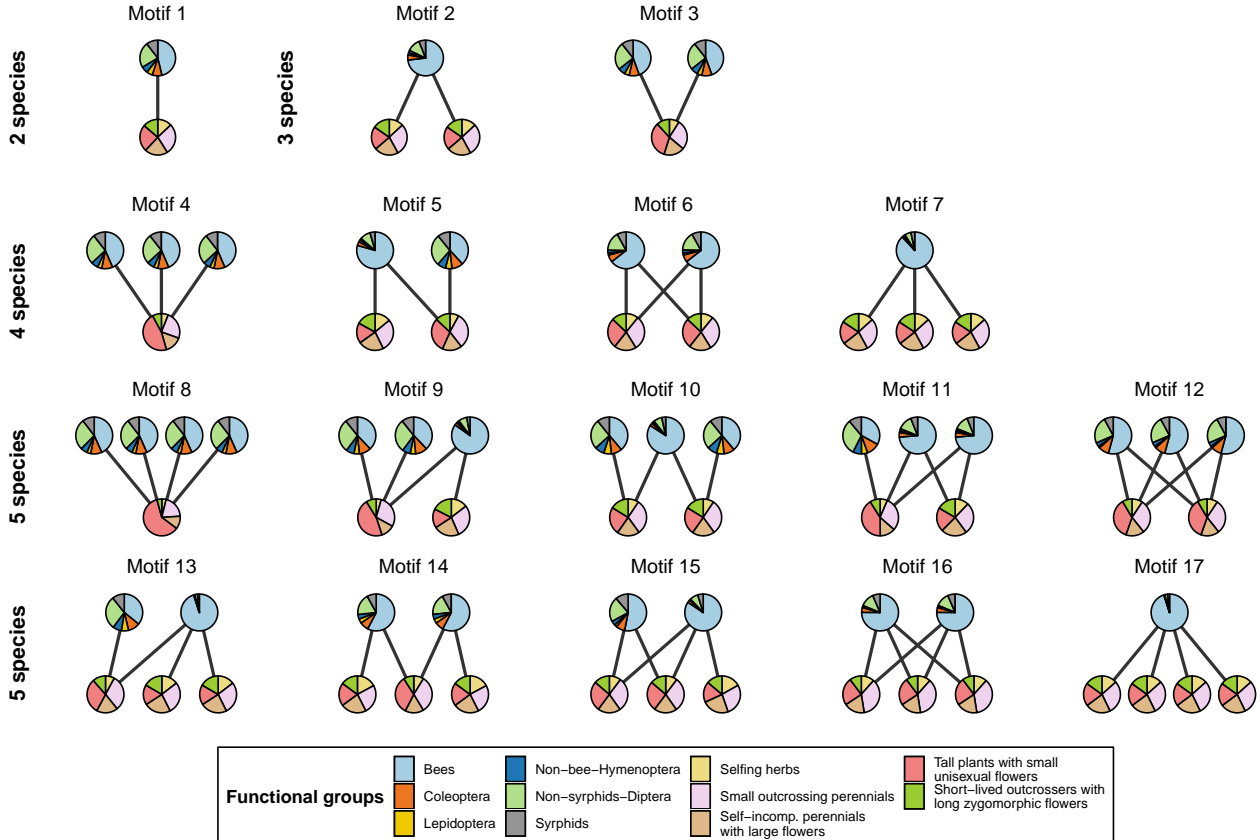 Motif 1
Motif 2
Motif 3
2 species
3 species
Motif 4
Motif 5
Motif 6
Motif 7
4 species
Motif 8
Motif 9
Motif 10
Motif 11
Motif 12
5 species
Motif 13
Motif 14
Motif 15
Motif 16
Motif 17
5 species
Functional groups
Bees
Coleoptera
Lepidoptera
Non−bee−Hymenoptera
Non−syrphids−Diptera
Syrphids
Selfing herbs
Small outcrossing perennials
Self−incomp. perennials
with large flowers
Tall plants with small
unisexual flowers
Short−lived outcrossers with
long zygomorphic flowers